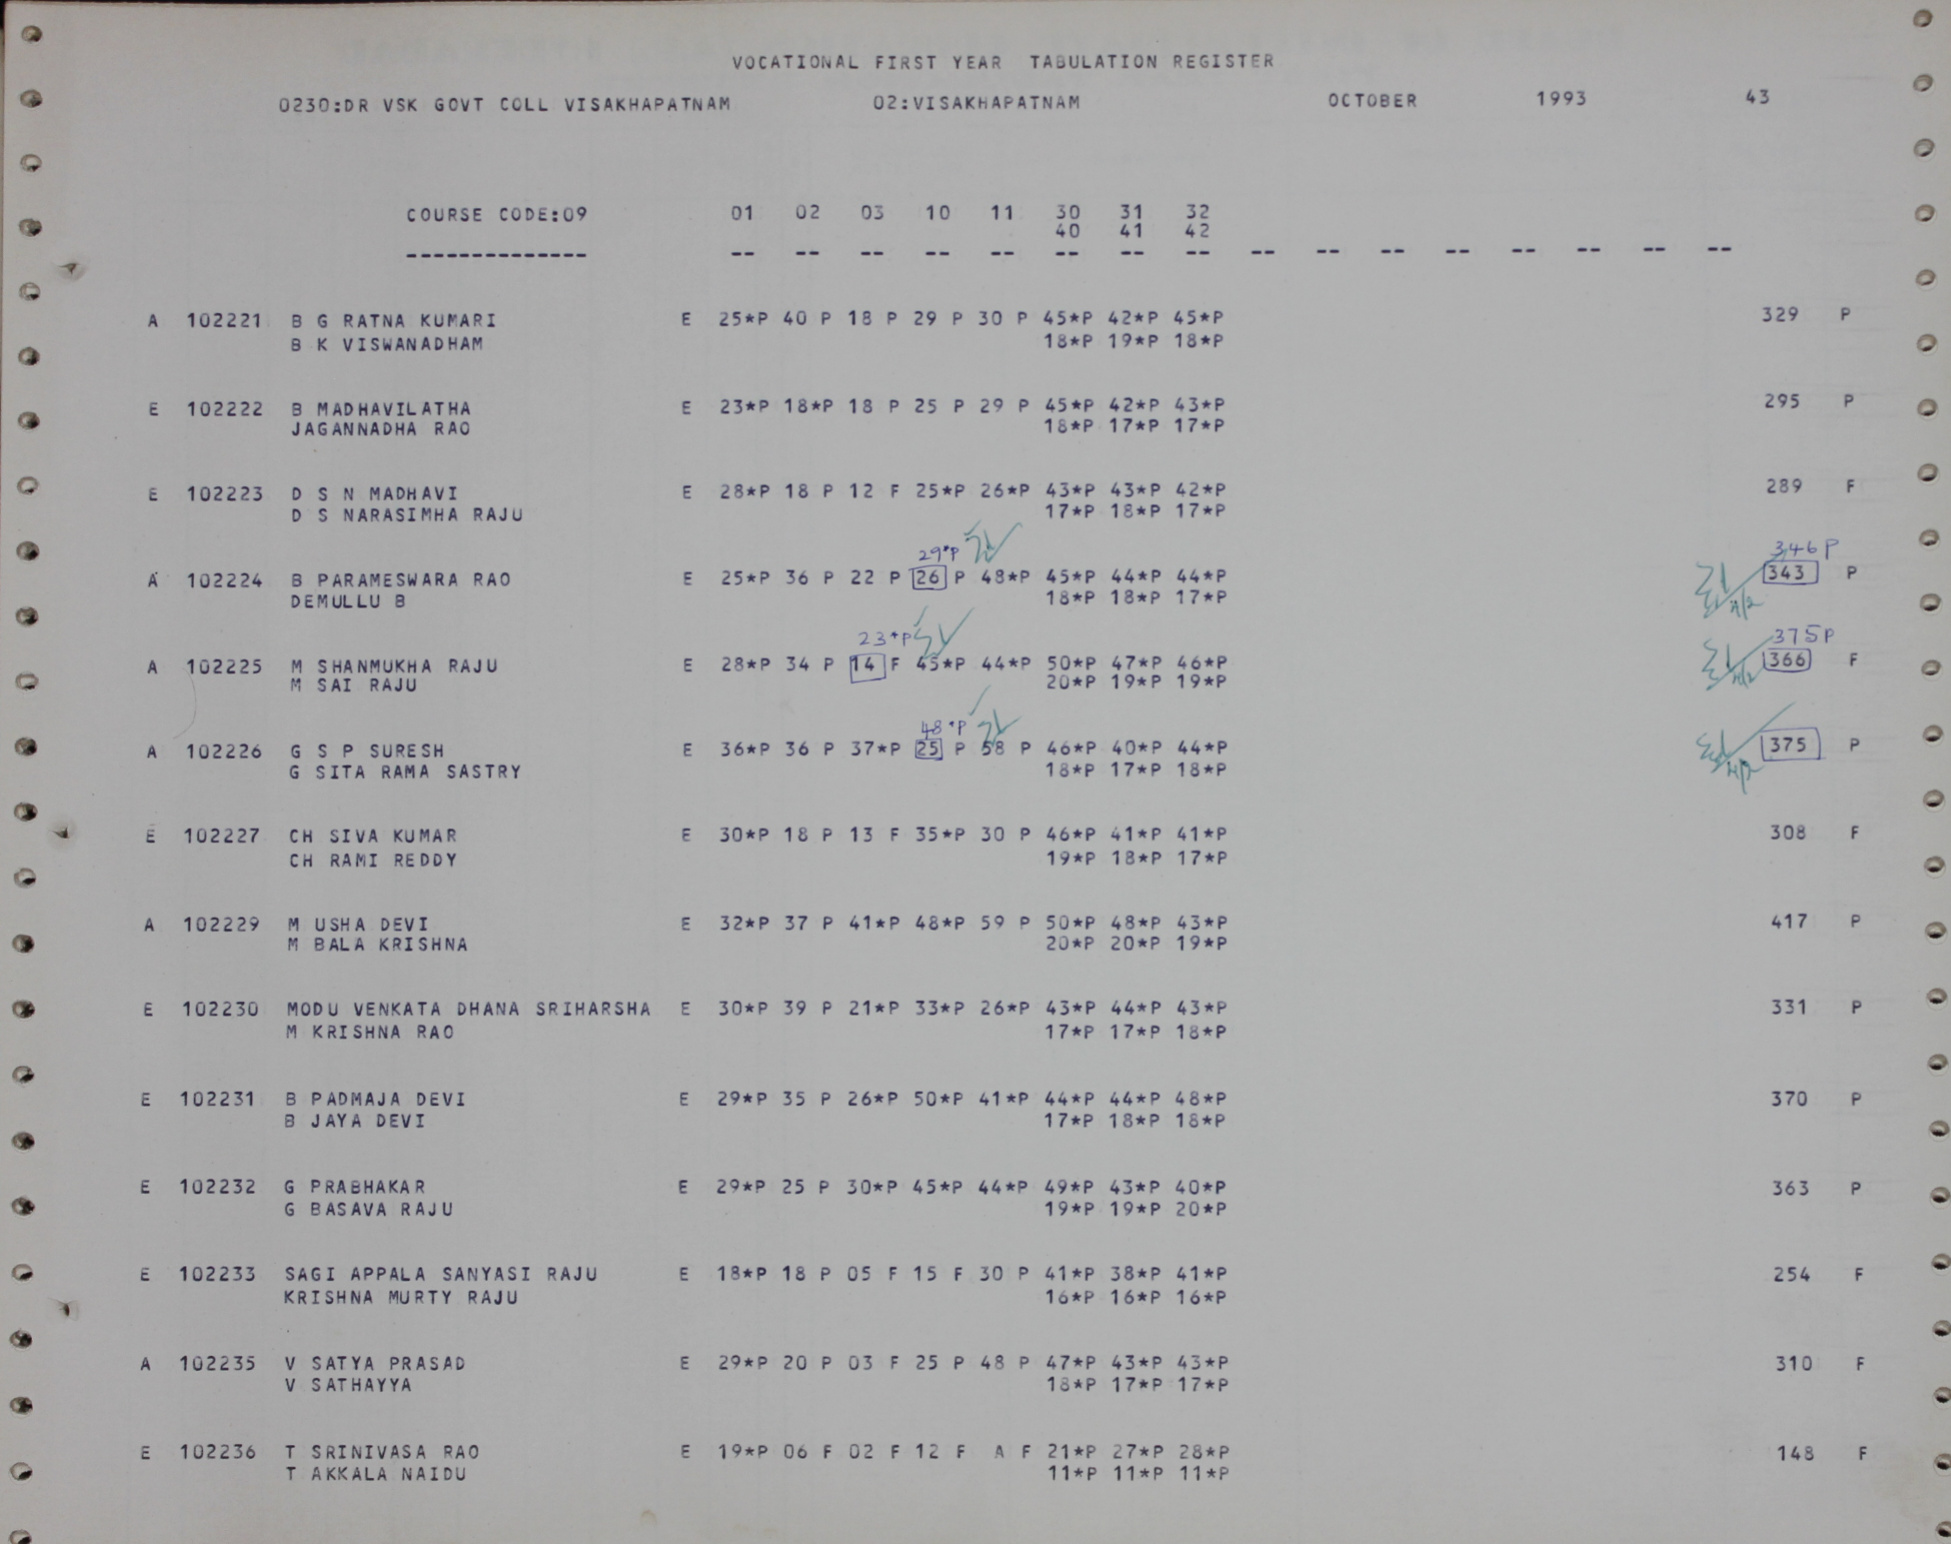 VOCATIONAL FIRST YEAR TABULATION REGISTER
0230:DR VSK GOVT COLL VISAKHAPATNAM 02:VISAKHAPATNAM OCTOBER 1993 43
COURSE CODE:09 01 02 03 10 11 30 31 32
40 41 42
-------------- -- -- -- -- -- -- -- -- -- -- -- -- -- -- -- --
A 102221 B G RATNA KUMARI E 25*P 40 P 18 P 29 P 30 P 45*P 42*P 45*P 329 P
B K VISWANADHAM 18*P 19*P 18*P
E 102222 B MADHAVILATHA E 23*P 18*P 18 P 25 P 29 P 45*P 42*P 43*P 295 P
JAGANNADHA RAO 18*P 17*P 17*P
E 102223 D S N MADHAVI E 28*P 18 P 12 F 25*P 26*P 43*P 43*P 42*P 289 F
D S NARASIMHA RAJU 17*P 18*P 17*P
29*P 346 P
A 102224 B PARAMESWARA RAO E 25*P 36 P 22 P 26 P 48*P 45*P 44*P 44*P 343 P
DEMULLU B 18*P 18*P 17*P
23*P 375 P
A 102225 M SHANMUKHA RAJU E 28*P 34 P 14 F 45*P 44*P 50*P 47*P 46*P 366 F
M SAI RAJU 20*P 19*P 19*P
48*P
A 102226 G S P SURESH E 36*P 36 P 37*P 25 P 58 P 46*P 40*P 44*P 375 P
G SITA RAMA SASTRY 18*P 17*P 18*P
E 102227 CH SIVA KUMAR E 30*P 18 P 13 F 35*P 30 P 46*P 41*P 41*P 308 F
CH RAMI REDDY 19*P 18*P 17*P
A 102229 M USHA DEVI E 32*P 37 P 41*P 48*P 59 P 50*P 48*P 43*P 417 P
M BALA KRISHNA 20*P 20*P 19*P
E 102230 MODU VENKATA DHANA SRIHARSHA E 30*P 39 P 21*P 33*P 26*P 43*P 44*P 43*P 331 P
M KRISHNA RAO 17*P 17*P 18*P
E 102231 B PADMAJA DEVI E 29*P 35 P 26*P 50*P 41*P 44*P 44*P 48*P 370 P
B JAYA DEVI 17*P 18*P 18*P
E 102232 G PRABHAKAR E 29*P 25 P 30*P 45*P 44*P 49*P 43*P 40*P 363 P
G BASAVA RAJU 19*P 19*P 20*P
E 102233 SAGI APPALA SANYASI RAJU E 18*P 18 P 05 F 15 F 30 P 41*P 38*P 41*P 254 F
KRISHNA MURTY RAJU 16*P 16*P 16*P
A 102235 V SATYA PRASAD E 29*P 20 P 03 F 25 P 48 P 47*P 43*P 43*P 310 F
V SATHAYYA 18*P 17*P 17*P
E 102236 T SRINIVASA RAO E 19*P 06 F 02 F 12 F A F 21*P 27*P 28*P 148 F
T AKKALA NAIDU 11*P 11*P 11*P